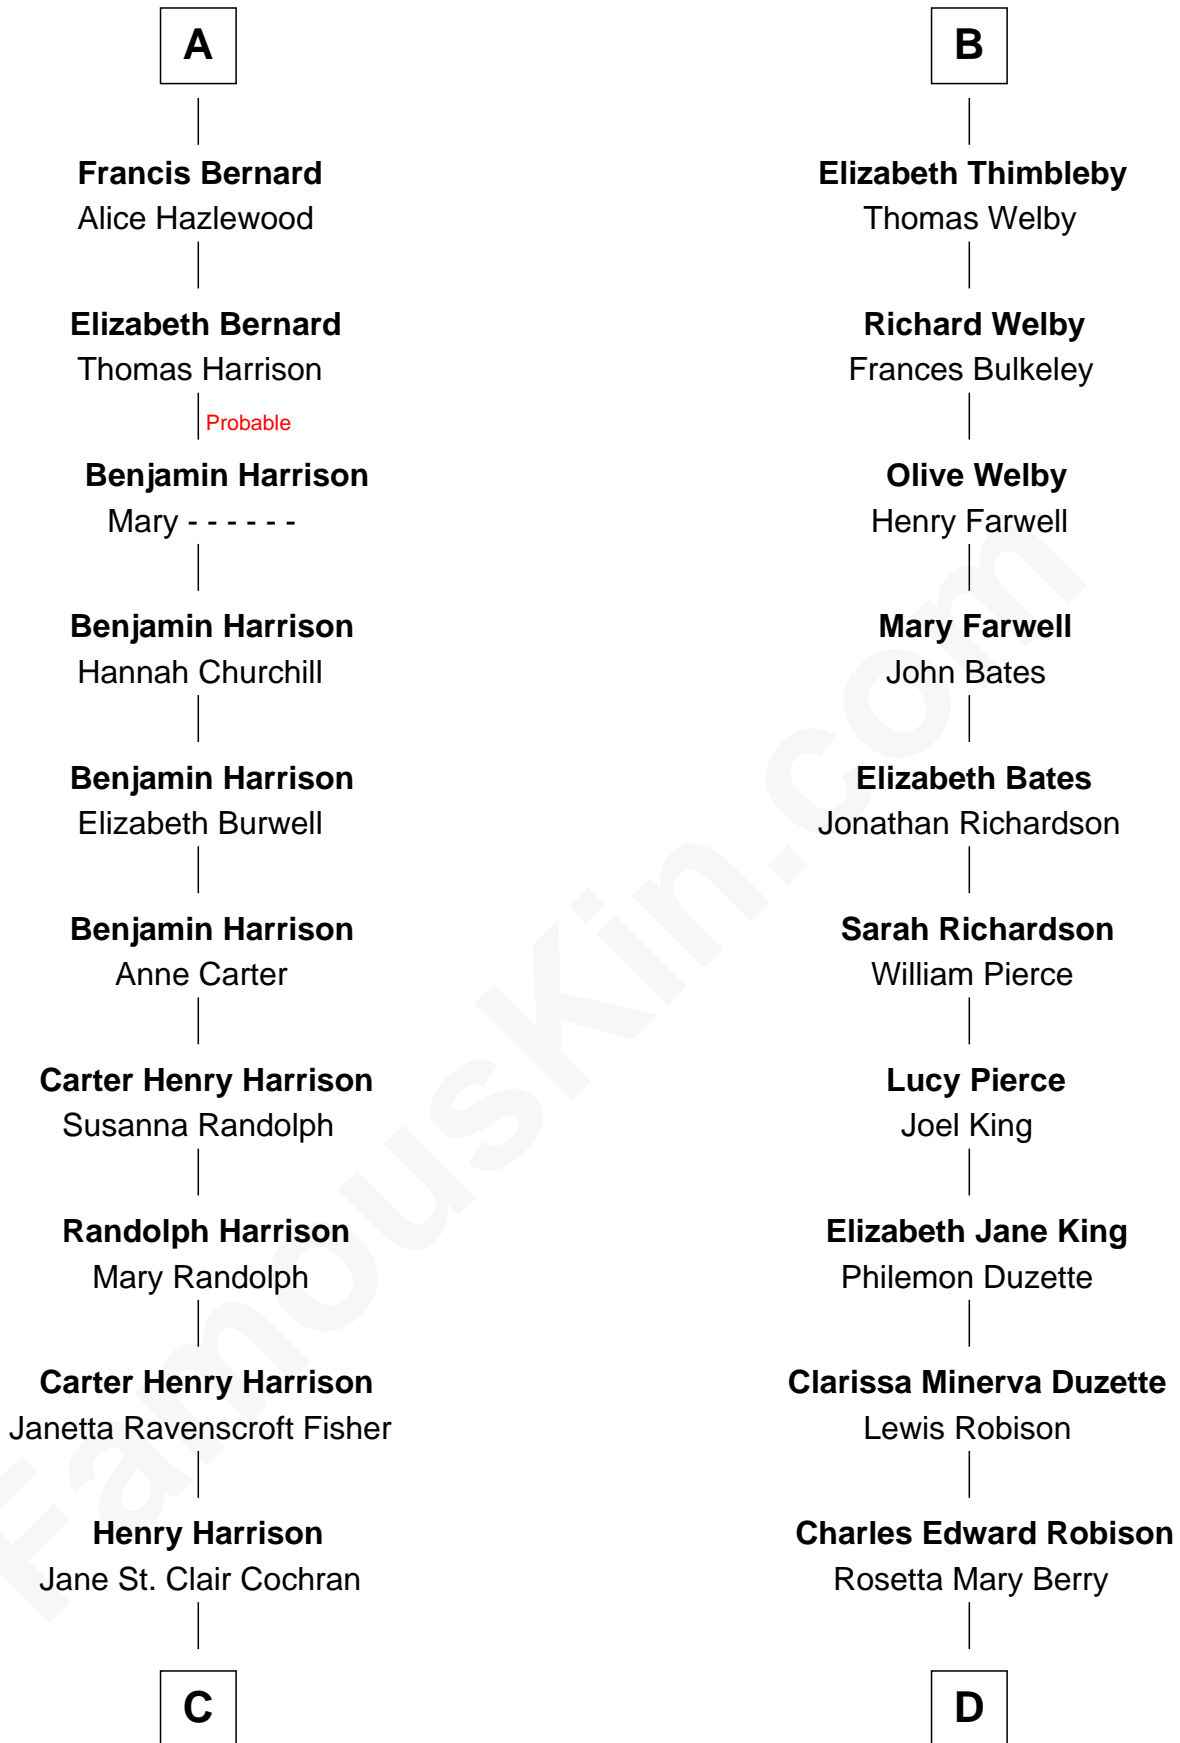 A
B
Francis Bernard
Alice Hazlewood
Elizabeth Thimbleby
Thomas Welby
Elizabeth Bernard
Thomas Harrison
Richard Welby
Frances Bulkeley
Probable
Benjamin Harrison
Mary - - - - - -
Olive Welby
Henry Farwell
Benjamin Harrison
Hannah Churchill
Mary Farwell
John Bates
Benjamin Harrison
Elizabeth Burwell
Elizabeth Bates
Jonathan Richardson
Benjamin Harrison
Anne Carter
Sarah Richardson
William Pierce
Carter Henry Harrison
Susanna Randolph
Lucy Pierce
Joel King
Randolph Harrison
Mary Randolph
Elizabeth Jane King
Philemon Duzette
Carter Henry Harrison
Janetta Ravenscroft Fisher
Clarissa Minerva Duzette
Lewis Robison
Henry Harrison
Jane St. Clair Cochran
Charles Edward Robison
Rosetta Mary Berry
C
D
FamousKin.com